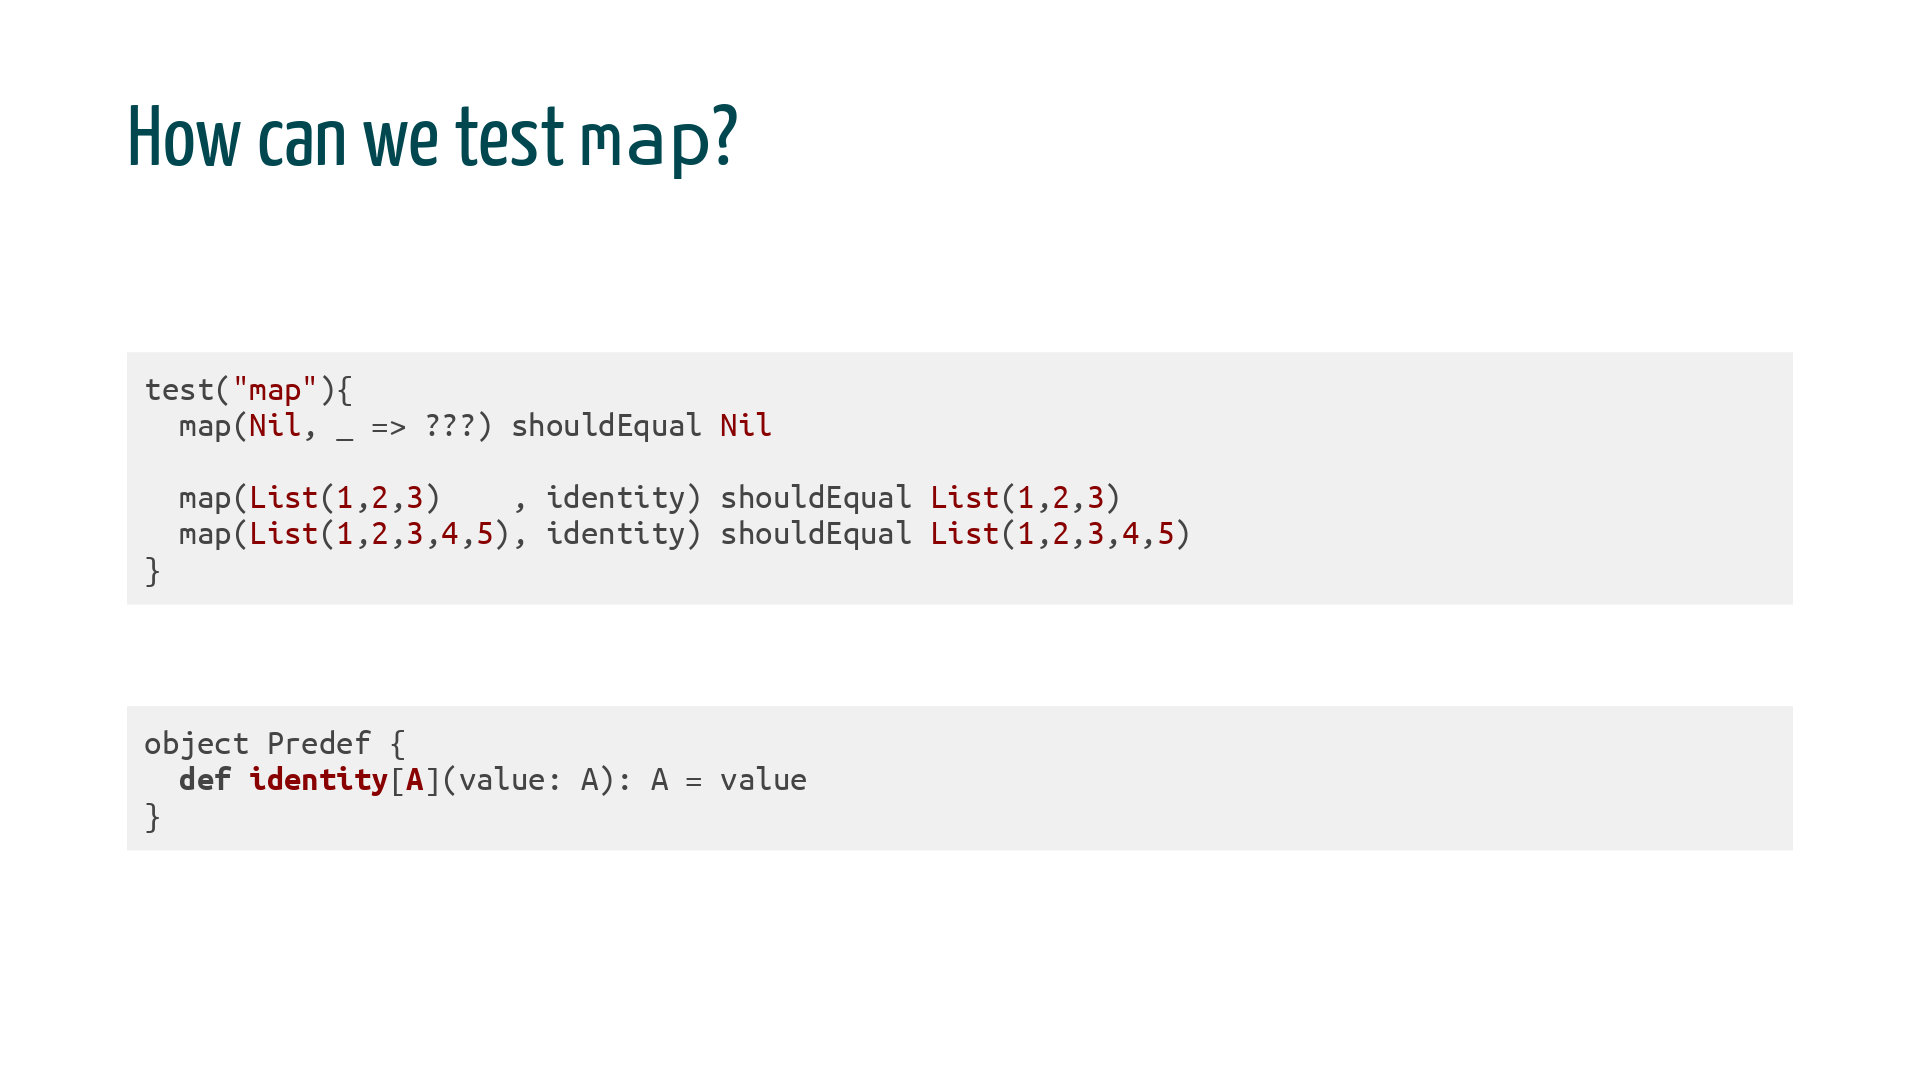 How can we test map?
test("map"){
  map(Nil, _ => ???) shouldEqual Nil

  map(List(1,2,3)    , identity) shouldEqual List(1,2,3)
  map(List(1,2,3,4,5), identity) shouldEqual List(1,2,3,4,5)
}
object Predef {
  def identity[A](value: A): A = value
}